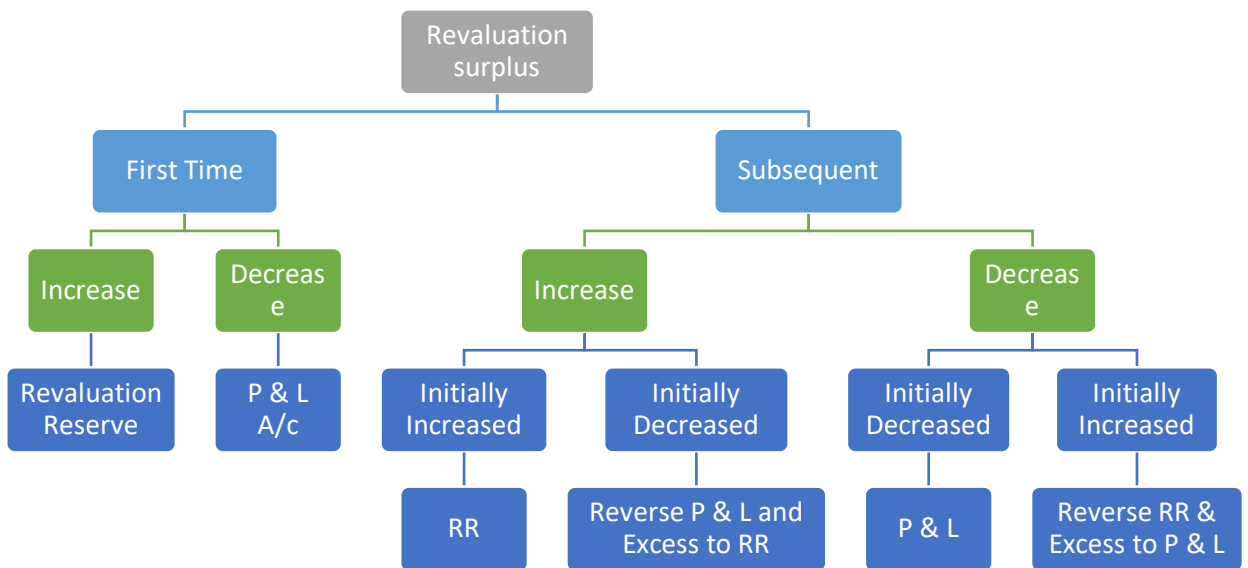 Revaluation
surplus
First Time
Subsequent
Increase
Decreas
e
Increase
Decreas
e
Revaluation
Reserve
P & L
A/c
Initially
Increased
Initially
Decreased
Initially
Decreased
Initially
Increased
RR
Reverse P & L and
Excess to RR
P & L
Reverse RR &
Excess to P & L